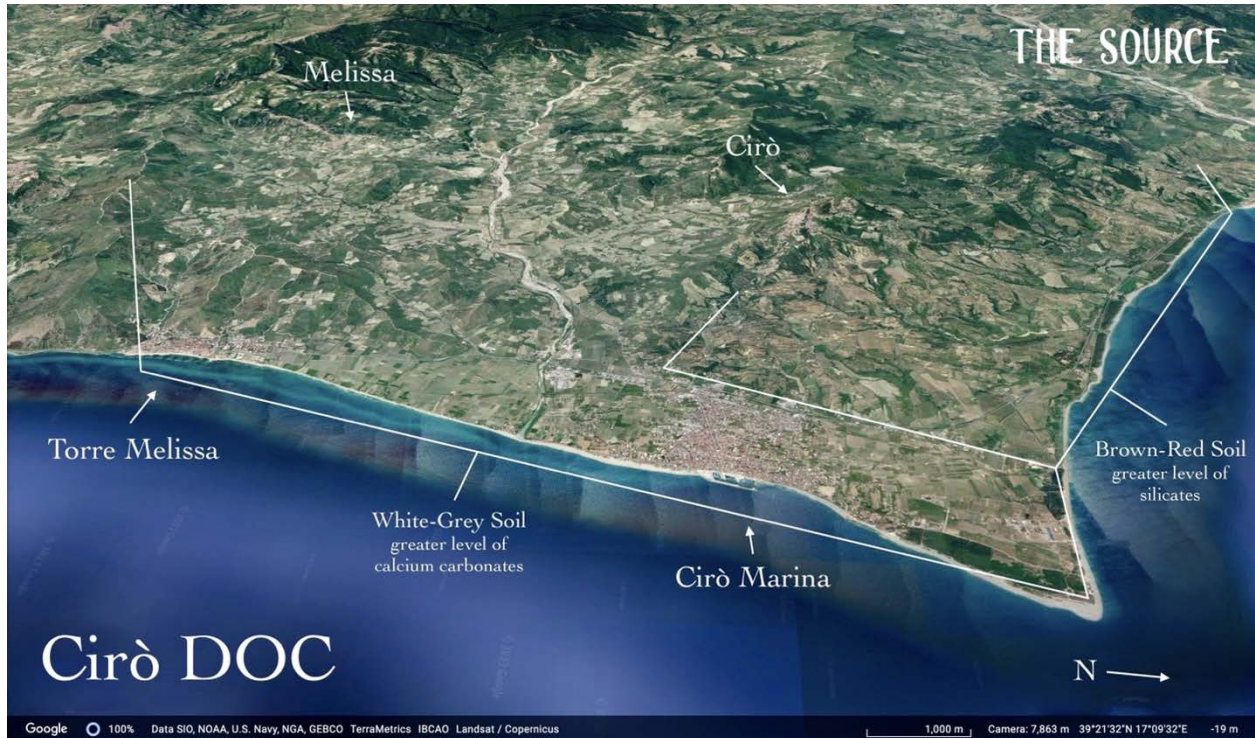 THE SOURCE
Melissa
Cirò
Torre Melissa
White-Grey Soil
greater level of
calcium carbonates
Cirò Marina
Brown-Red Soil
greater level of
silicates
Cirò DOC
N
Google 100% Data SIO, NOAA, U.S. Navy, NGA, GEBCO TerraMetrics IBCAO Landsat / Copernicus 1,000 m Camera: 7,863 m 39°21'32"N 17°09'32"E -19 m